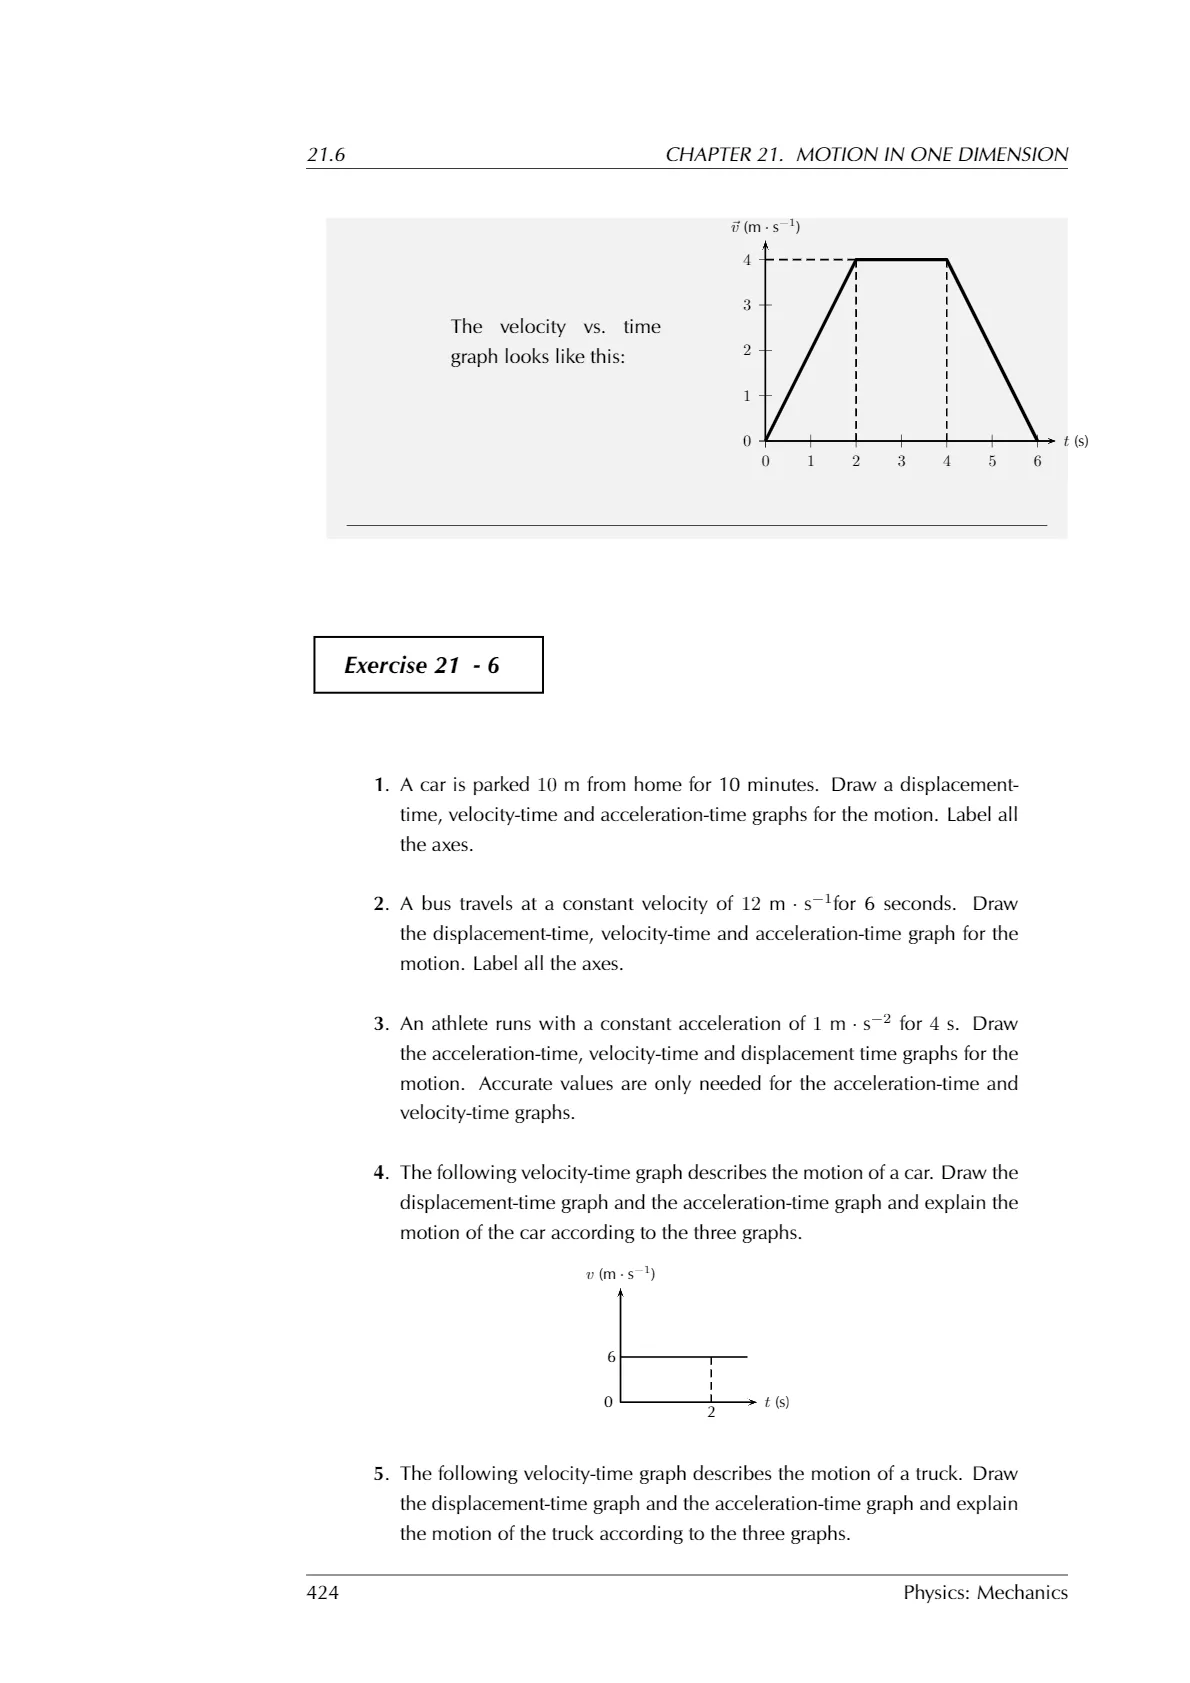 21.6 CHAPTER 21. MOTION IN ONE DIMENSION
The velocity vs. time
graph looks like this:
v⃗ (m · s⁻¹)
4
3
2
1
0
0 1 2 3 4 5 6
t (s)
Exercise 21 - 6
1. A car is parked 10 m from home for 10 minutes. Draw a displacement-
time, velocity-time and acceleration-time graphs for the motion. Label all
the axes.
2. A bus travels at a constant velocity of 12 m · s⁻¹for 6 seconds. Draw
the displacement-time, velocity-time and acceleration-time graph for the
motion. Label all the axes.
3. An athlete runs with a constant acceleration of 1 m · s⁻² for 4 s. Draw
the acceleration-time, velocity-time and displacement time graphs for the
motion. Accurate values are only needed for the acceleration-time and
velocity-time graphs.
4. The following velocity-time graph describes the motion of a car. Draw the
displacement-time graph and the acceleration-time graph and explain the
motion of the car according to the three graphs.
v (m · s⁻¹)
6
0
2
t (s)
5. The following velocity-time graph describes the motion of a truck. Draw
the displacement-time graph and the acceleration-time graph and explain
the motion of the truck according to the three graphs.
424 Physics: Mechanics